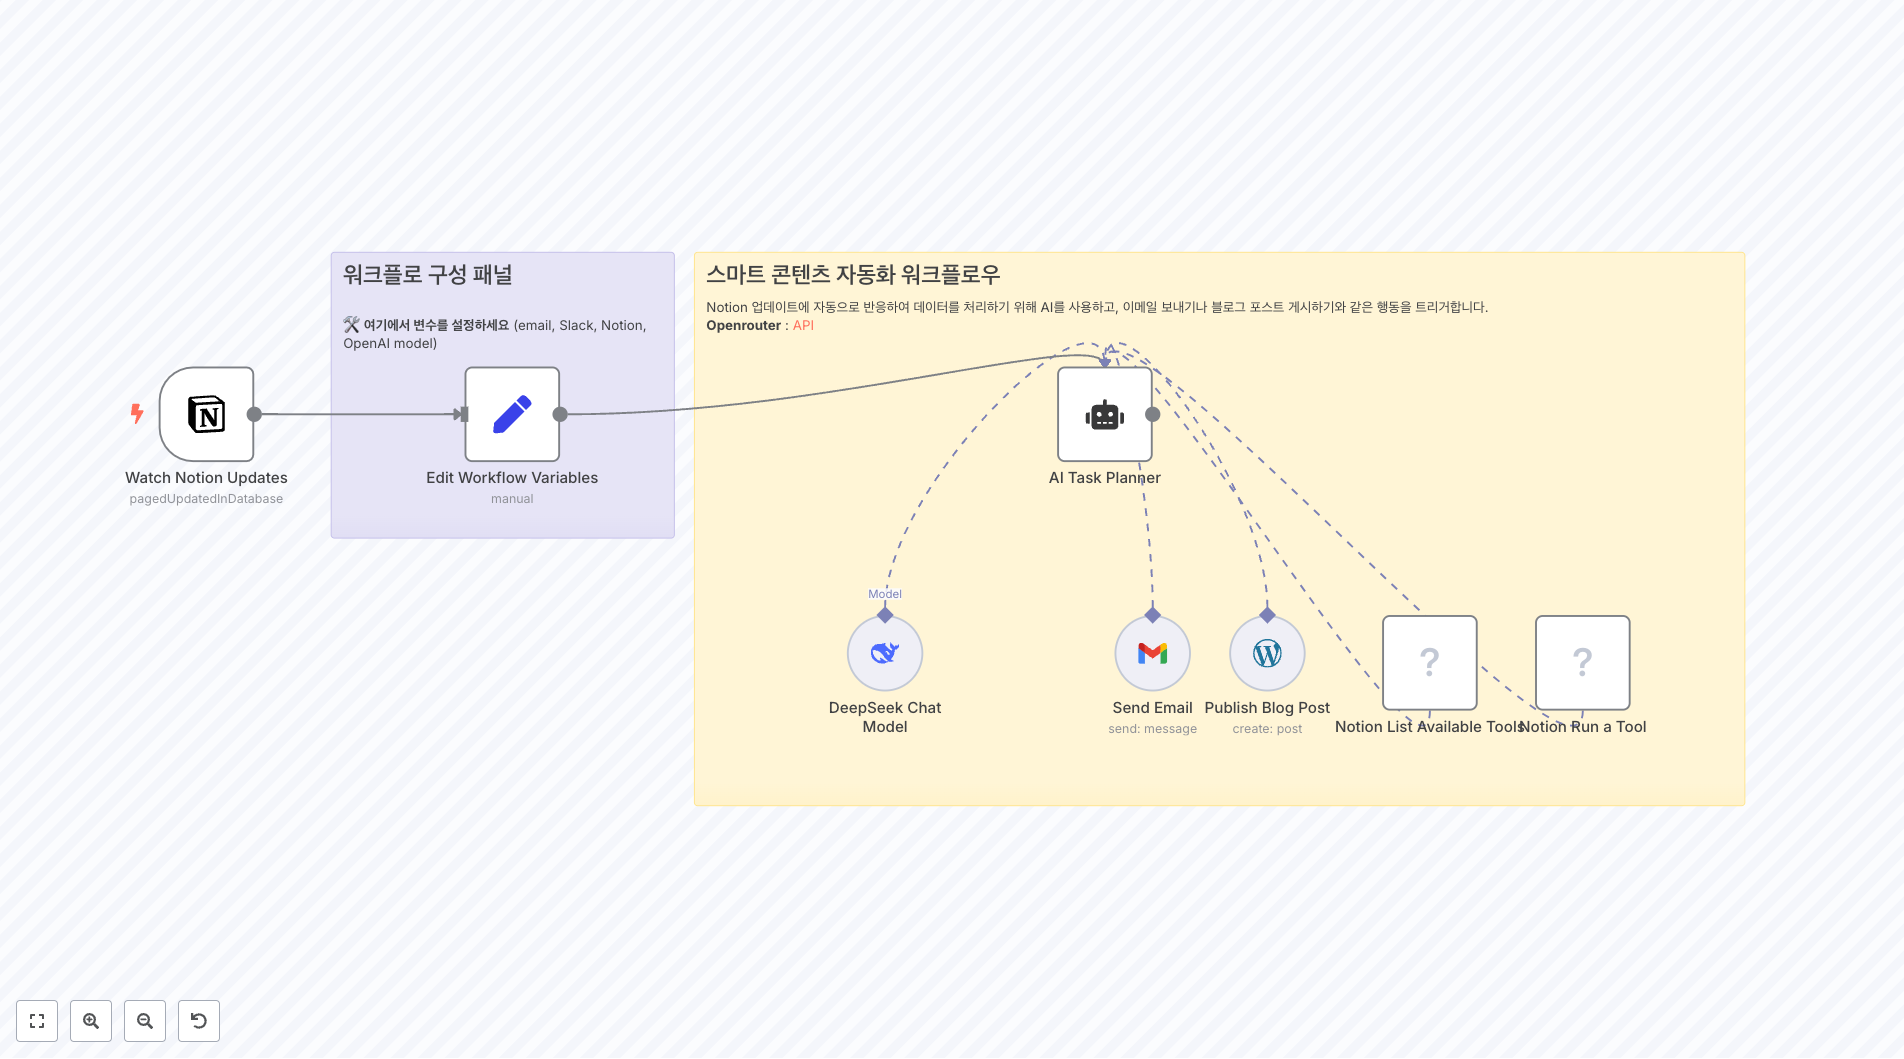 워크플로 구성 패널
🛠 여기에서 변수를 설정하세요 (email, Slack, Notion,
OpenAI model)
스마트 콘텐츠 자동화 워크플로우
Notion 업데이트에 자동으로 반응하여 데이터를 처리하기 위해 AI를 사용하고, 이메일 보내기나 블로그 포스트 게시하기와 같은 행동을 트리거합니다.
Openrouter : API
Watch Notion Updates
pagedUpdatedInDatabase
Edit Workflow Variables
manual
AI Task Planner
Model
DeepSeek Chat
Model
Send Email
send: message
Publish Blog Post
create: post
?
Notion List Available Tools
?
Notion Run a Tool